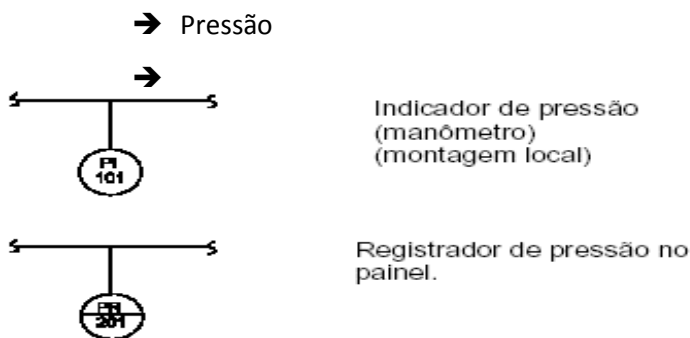 ➔ Pressão
➔
Indicador de pressão
(manômetro)
(montagem local)
PI
101
Registrador de pressão no
painel.
PR
201